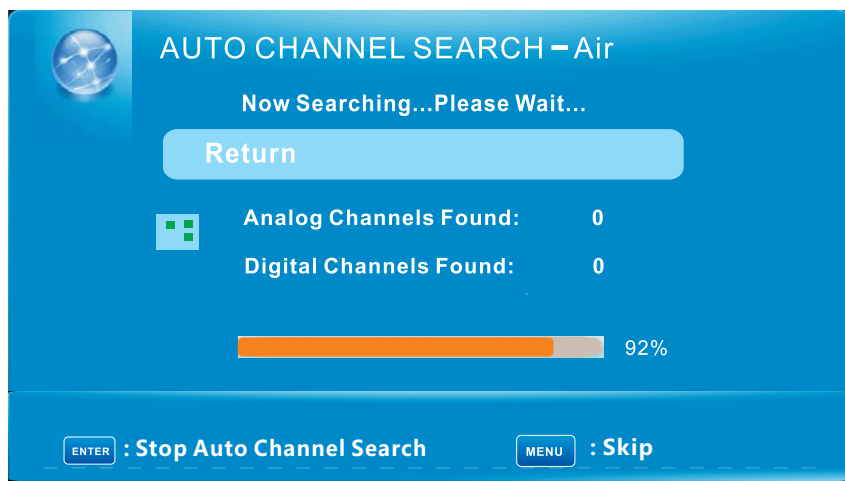 AUTO CHANNEL SEARCH – Air
Now Searching...Please Wait...
Return
Analog Channels Found: 0
Digital Channels Found: 0
92%
ENTER : Stop Auto Channel Search MENU : Skip